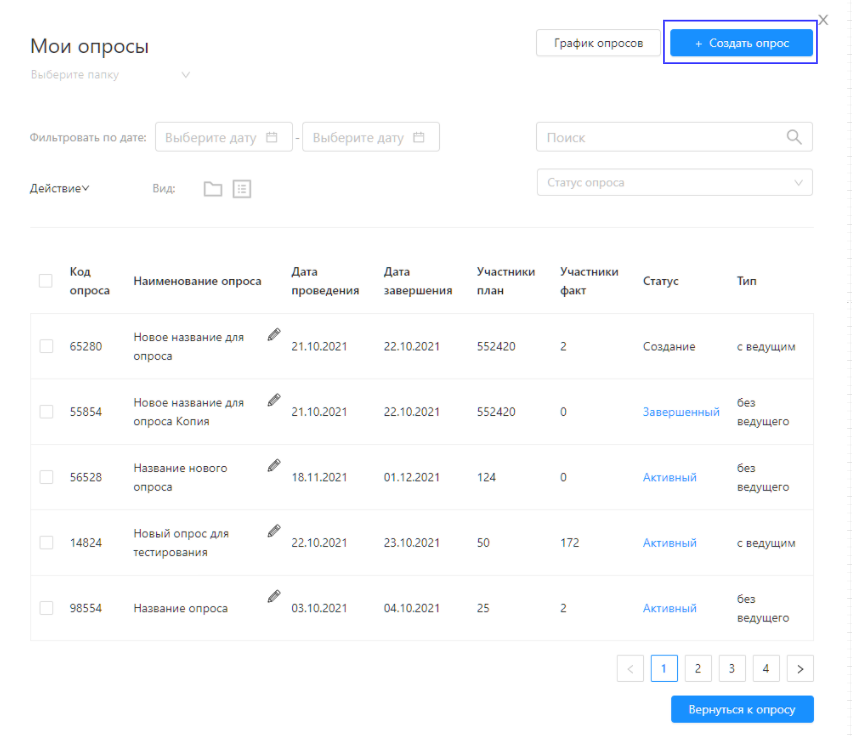 Мои опросы
График опросов
+ Создать опрос
Выберите папку
Фильтровать по дате: Выберите дату - Выберите дату
Поиск
Действие Вид:
Статус опроса
Код опроса Наименование опроса Дата проведения Дата завершения Участники план Участники факт Статус Тип
65280 Новое название для опроса 21.10.2021 22.10.2021 552420 2 Создание с ведущим
55854 Новое название для опроса Копия 21.10.2021 22.10.2021 552420 0 Завершенный без ведущего
56528 Название нового опроса 18.11.2021 01.12.2021 124 0 Активный без ведущего
14824 Новый опрос для тестирования 22.10.2021 23.10.2021 50 172 Активный с ведущим
98554 Название опроса 03.10.2021 04.10.2021 25 2 Активный без ведущего
< 1 2 3 4 >
Вернуться к опросу